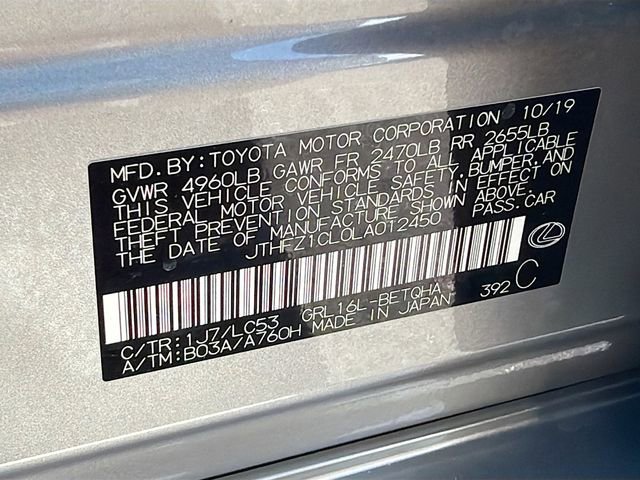 MFD. BY: TOYOTA MOTOR CORPORATION 10/19
GVWR 4960LB GAWR FR 2470LB RR 2655LB
THIS VEHICLE CONFORMS TO ALL APPLICABLE
FEDERAL MOTOR VEHICLE SAFETY, BUMPER, AND
THEFT PREVENTION STANDARDS IN EFFECT ON
THE DATE OF MANUFACTURE SHOWN ABOVE.
JTHFZ1CL0LA012450 PASS. CAR
392 C
C/TR: 1J7/LC53 GRL16L-BETQHA
A/TM: B03A/A760H MADE IN JAPAN